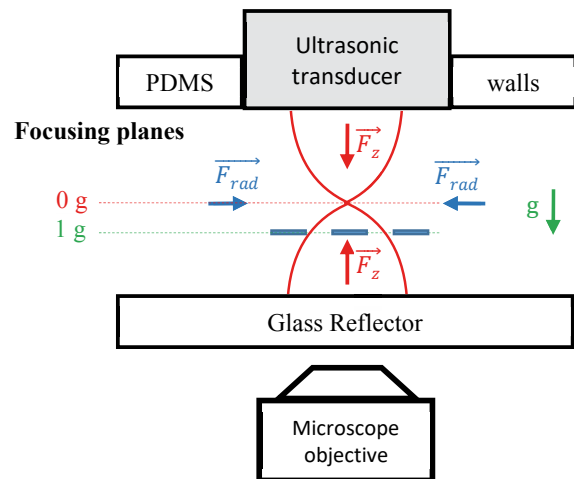 Ultrasonic
transducer
PDMS
walls
Focusing planes
F_z
F_rad
F_rad
0 g
g
1 g
F_z
Glass Reflector
Microscope
objective